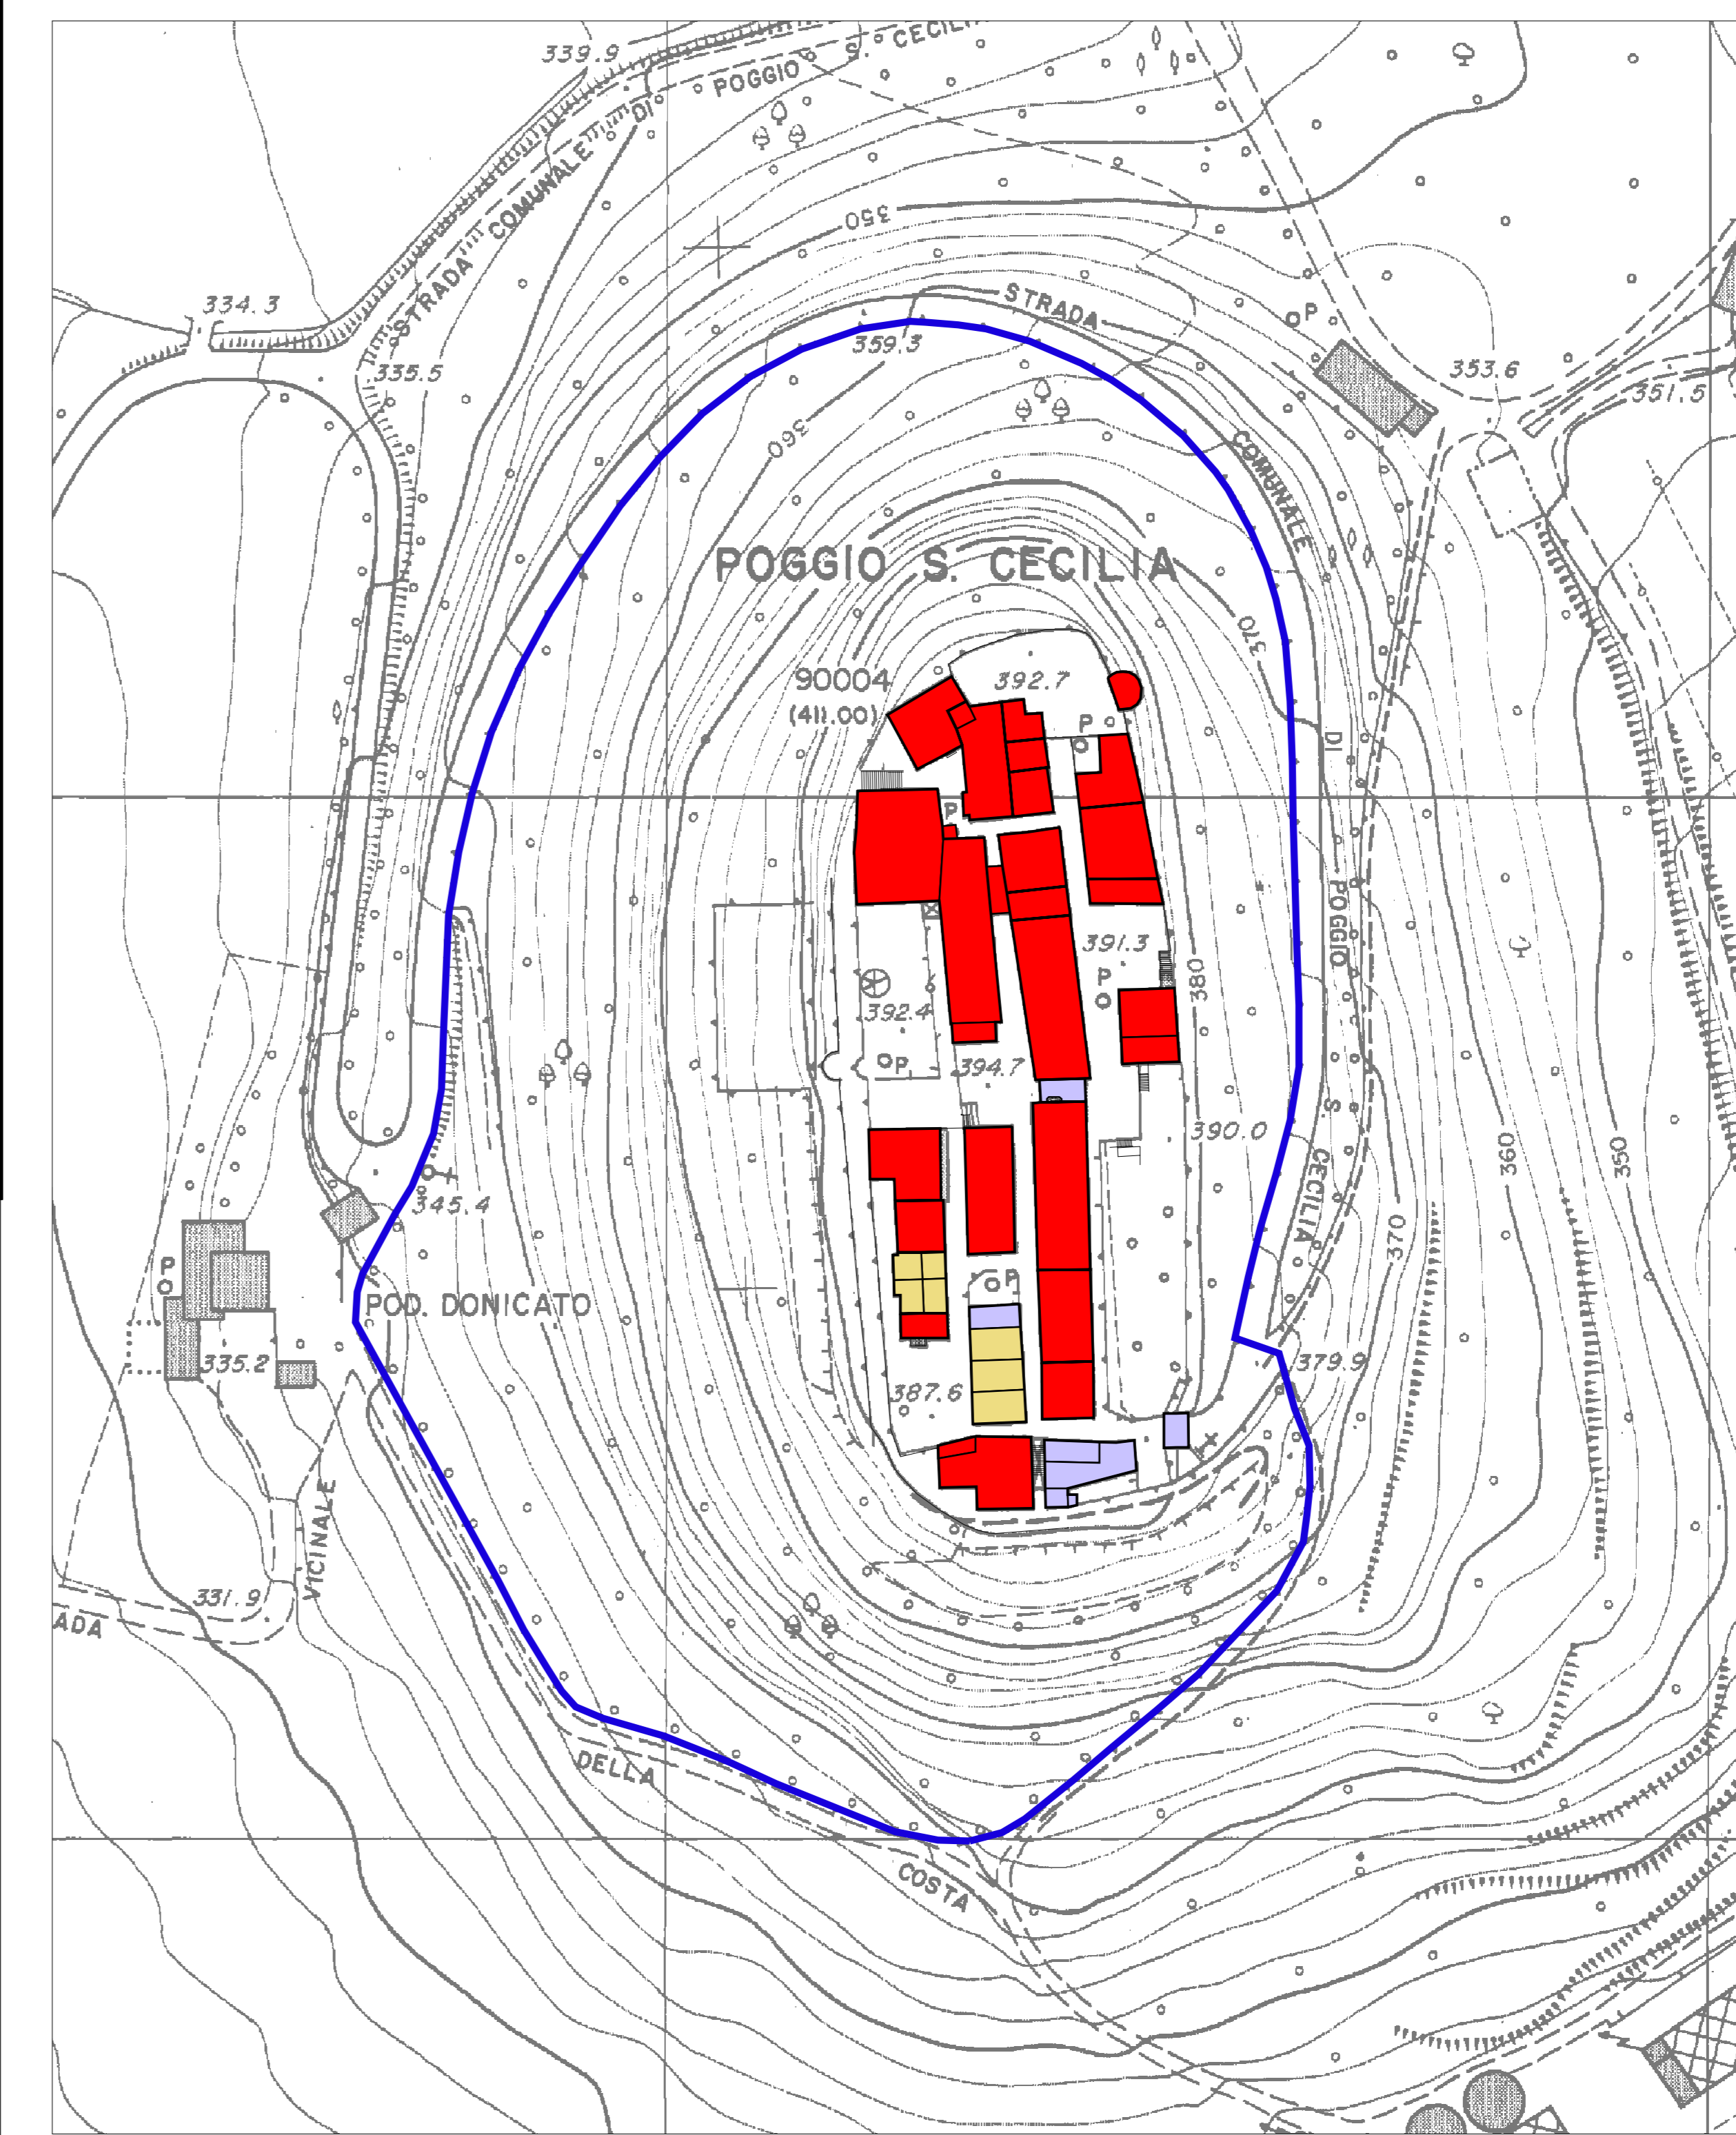 339.9
STRADA COMUNALE DI POGGIO S.
350
334.3
STRADA
P
359.3
335.5
353.6
351.5
360
COMUNALE
POGGIO S. CECILIA
370
90004
(411.00)
392.7
P
DI
P
POGGIO
391.3
P
380
392.4
P
394.7
S.
390.0
360
350
CECILIA
345.4
370
P
P
POD. DONICATO
335.2
379.9
387.6
VICINALE
331.9
ADA
DELLA
COSTA